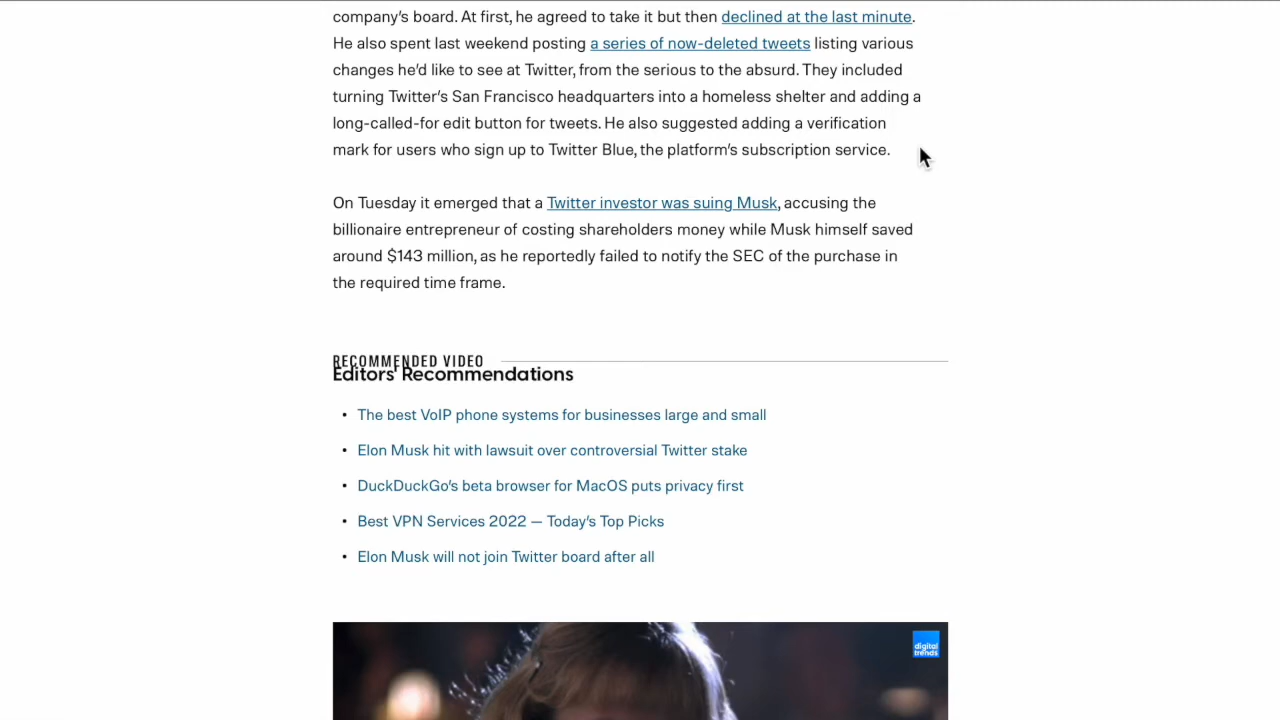 company's board. At first, he agreed to take it but then declined at the last minute.
He also spent last weekend posting a series of now-deleted tweets listing various
changes he'd like to see at Twitter, from the serious to the absurd. They included
turning Twitter's San Francisco headquarters into a homeless shelter and adding a
long-called-for edit button for tweets. He also suggested adding a verification
mark for users who sign up to Twitter Blue, the platform's subscription service.
On Tuesday it emerged that a Twitter investor was suing Musk, accusing the
billionaire entrepreneur of costing shareholders money while Musk himself saved
around $143 million, as he reportedly failed to notify the SEC of the purchase in
the required time frame.
RECOMMENDED VIDEO
Editors' Recommendations
• The best VoIP phone systems for businesses large and small
• Elon Musk hit with lawsuit over controversial Twitter stake
• DuckDuckGo's beta browser for MacOS puts privacy first
• Best VPN Services 2022 — Today's Top Picks
• Elon Musk will not join Twitter board after all
digital
trends